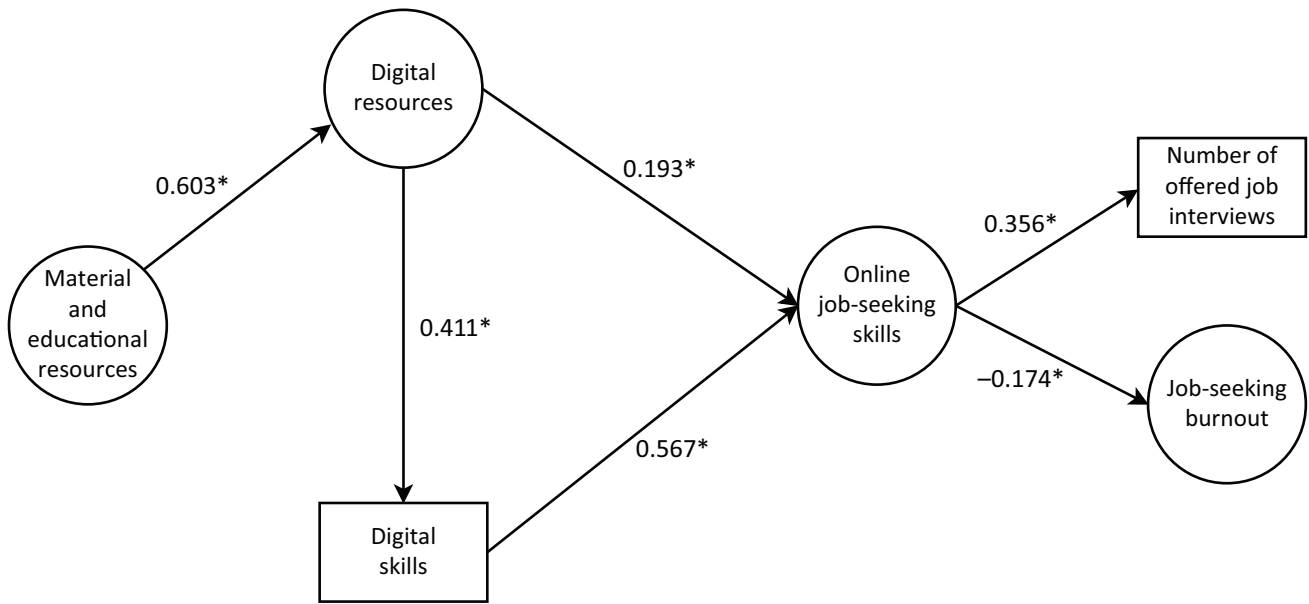 Digital
resources
0.603*
0.193*
Material
and
educational
resources
0.411*
Online
job-seeking
skills
0.356*
Number of
offered job
interviews
–0.174*
Job-seeking
burnout
0.567*
Digital
skills